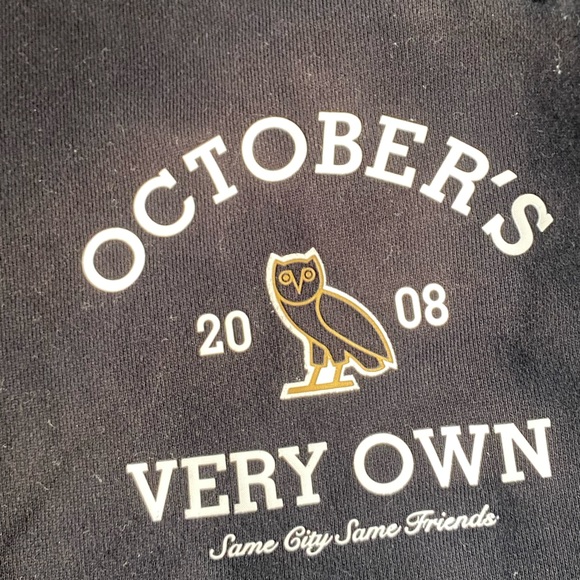 OCTOBER'S
20 08
VERY OWN
Same City Same Friends